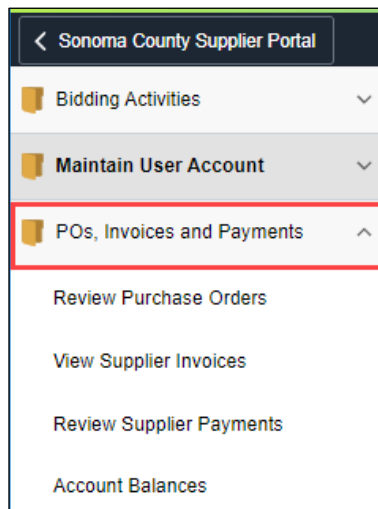 Sonoma County Supplier Portal
Bidding Activities
Maintain User Account
POs, Invoices and Payments
Review Purchase Orders
View Supplier Invoices
Review Supplier Payments
Account Balances